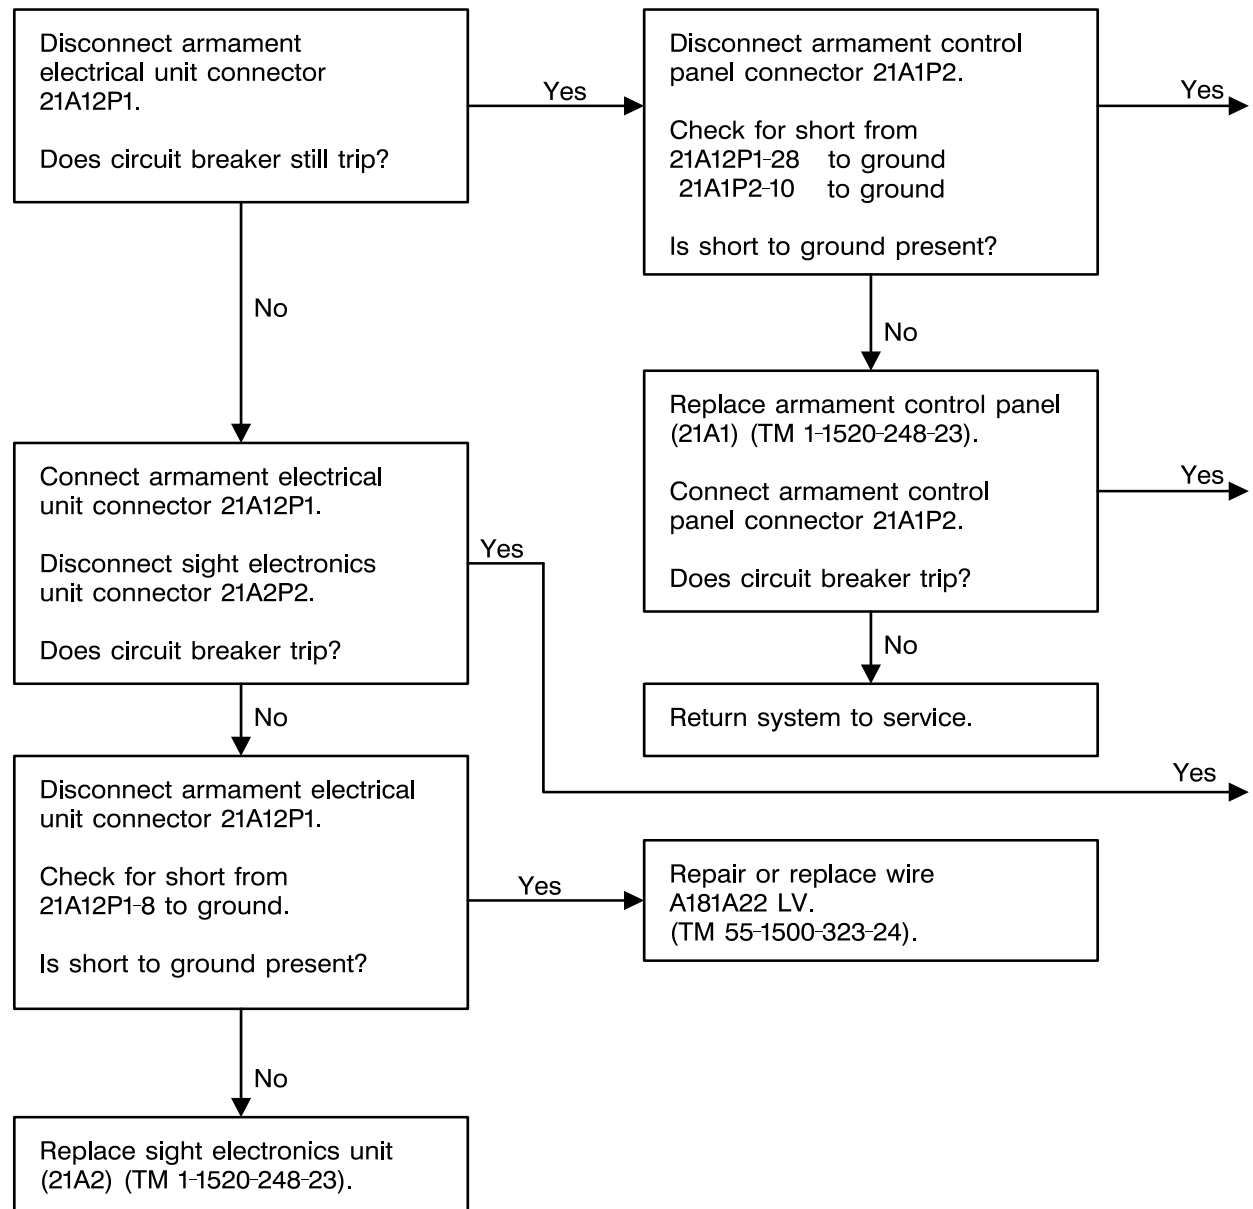 Disconnect armament
electrical unit connector
21A12P1.
Does circuit breaker still trip?
Yes
Disconnect armament control
panel connector 21A1P2.
Check for short from
21A12P1-28 to ground
21A1P2-10 to ground
Is short to ground present?
Yes
No
No
Replace armament control panel
(21A1) (TM 1-1520-248-23).
Connect armament control
panel connector 21A1P2.
Does circuit breaker trip?
Yes
Connect armament electrical
unit connector 21A12P1.
Disconnect sight electronics
unit connector 21A2P2.
Does circuit breaker trip?
Yes
No
Return system to service.
No
Yes
Disconnect armament electrical
unit connector 21A12P1.
Check for short from
21A12P1-8 to ground.
Is short to ground present?
Yes
Repair or replace wire
A181A22 LV.
(TM 55-1500-323-24).
No
Replace sight electronics unit
(21A2) (TM 1-1520-248-23).